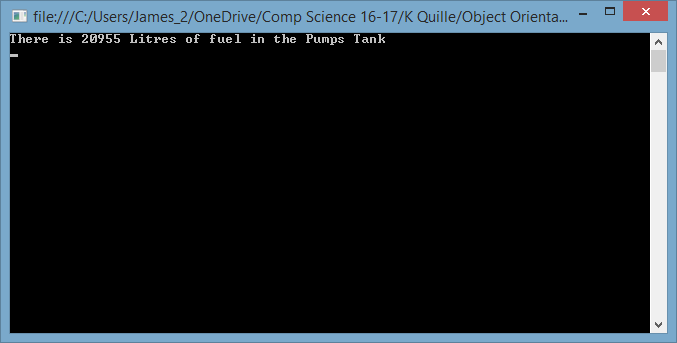 file:///C:/Users/James_2/OneDrive/Comp Science 16-17/K Quille/Object Orienta...
There is 20955 Litres of fuel in the Pumps Tank